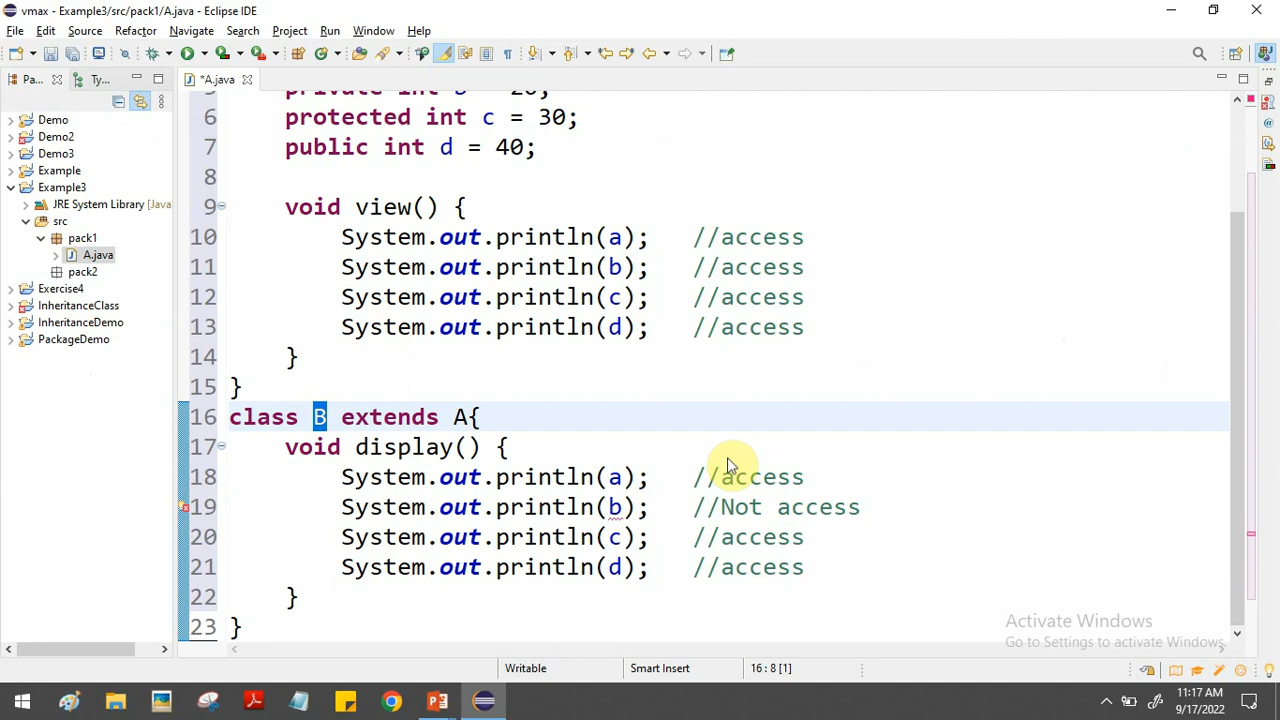 vmax - Example3/src/pack1/A.java - Eclipse IDE
File Edit Source Refactor Navigate Search Project Run Window Help
Pa... Ty... *A.java
Demo
Demo2
Demo3
Example
Example3
JRE System Library [Java
src
pack1
A.java
pack2
Exercise4
InheritanceClass
InheritanceDemo
PackageDemo
6 protected int c = 30;
7 public int d = 40;
8
9 void view() {
10 System.out.println(a); //access
11 System.out.println(b); //access
12 System.out.println(c); //access
13 System.out.println(d); //access
14 }
15 }
16 class B extends A{
17 void display() {
18 System.out.println(a); //access
19 System.out.println(b); //Not access
20 System.out.println(c); //access
21 System.out.println(d); //access
22 }
23 }
Activate Windows
Go to Settings to activate Windows.
Writable Smart Insert 16 : 8 [1]
11:17 AM
9/17/2022